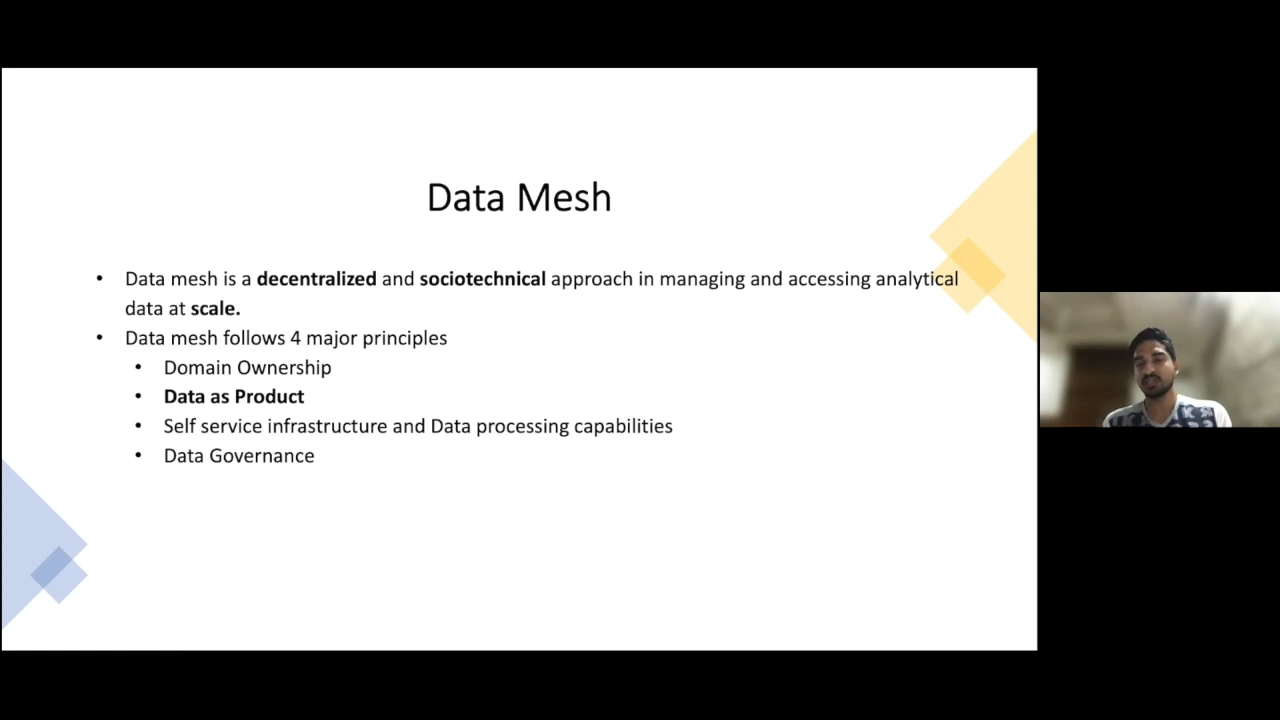 Data Mesh
• Data mesh is a decentralized and sociotechnical approach in managing and accessing analytical
data at scale.
• Data mesh follows 4 major principles
• Domain Ownership
• Data as Product
• Self service infrastructure and Data processing capabilities
• Data Governance